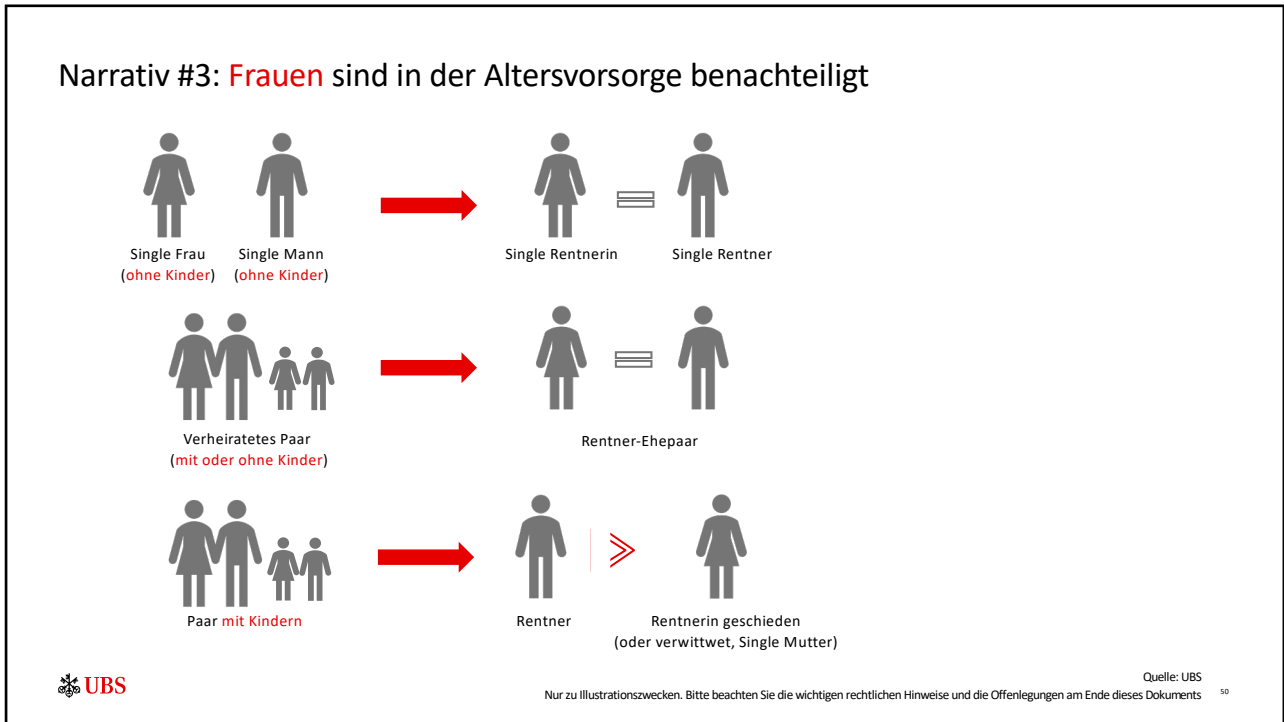 Narrativ #3: Frauen sind in der Altersvorsorge benachteiligt
Single Frau
(ohne Kinder)
Single Mann
(ohne Kinder)
Single Rentnerin
Single Rentner
Verheiratetes Paar
(mit oder ohne Kinder)
Rentner-Ehepaar
Paar mit Kindern
Rentner
Rentnerin geschieden
(oder verwittwet, Single Mutter)
UBS
Quelle: UBS
Nur zu Illustrationszwecken. Bitte beachten Sie die wichtigen rechtlichen Hinweise und die Offenlegungen am Ende dieses Dokuments
50